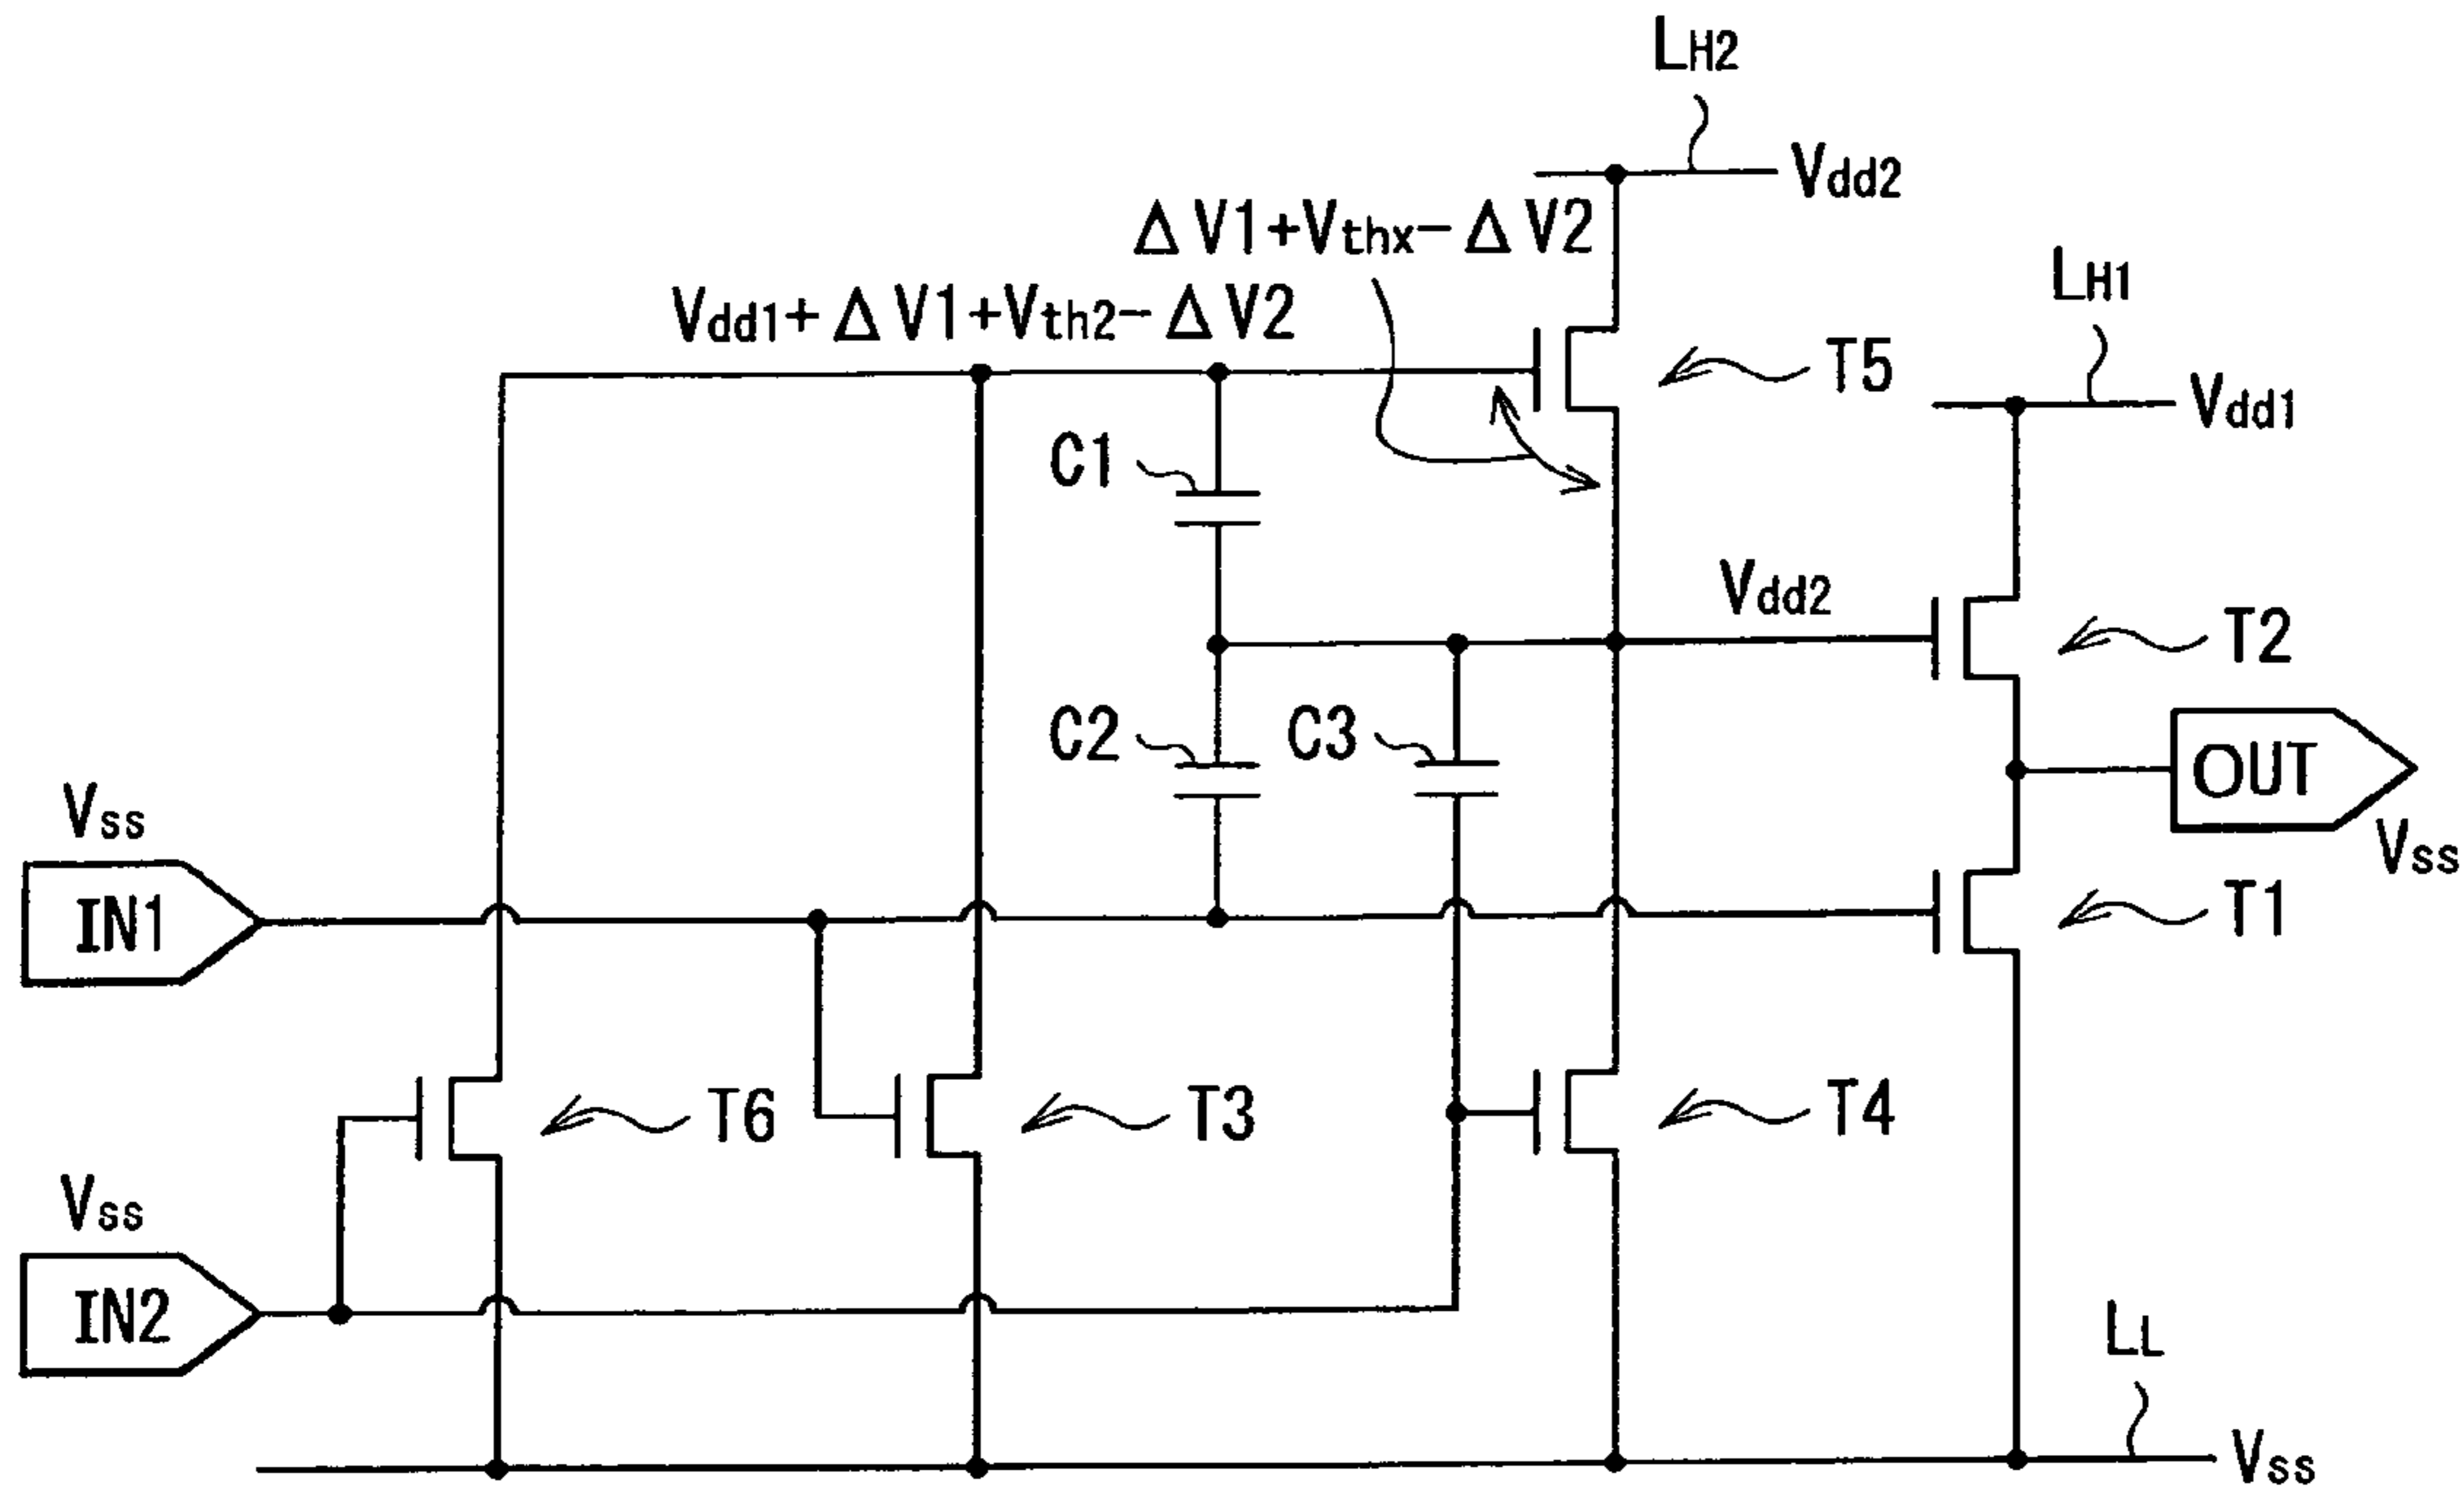 LH2
Vdd2
ΔV1+Vthx-ΔV2
LH1
Vdd1+ΔV1+Vth2-ΔV2
T5
Vdd1
C1
Vdd2
T2
C2
C3
OUT
Vss
Vss
IN1
T1
T6
T3
T4
Vss
IN2
LL
Vss